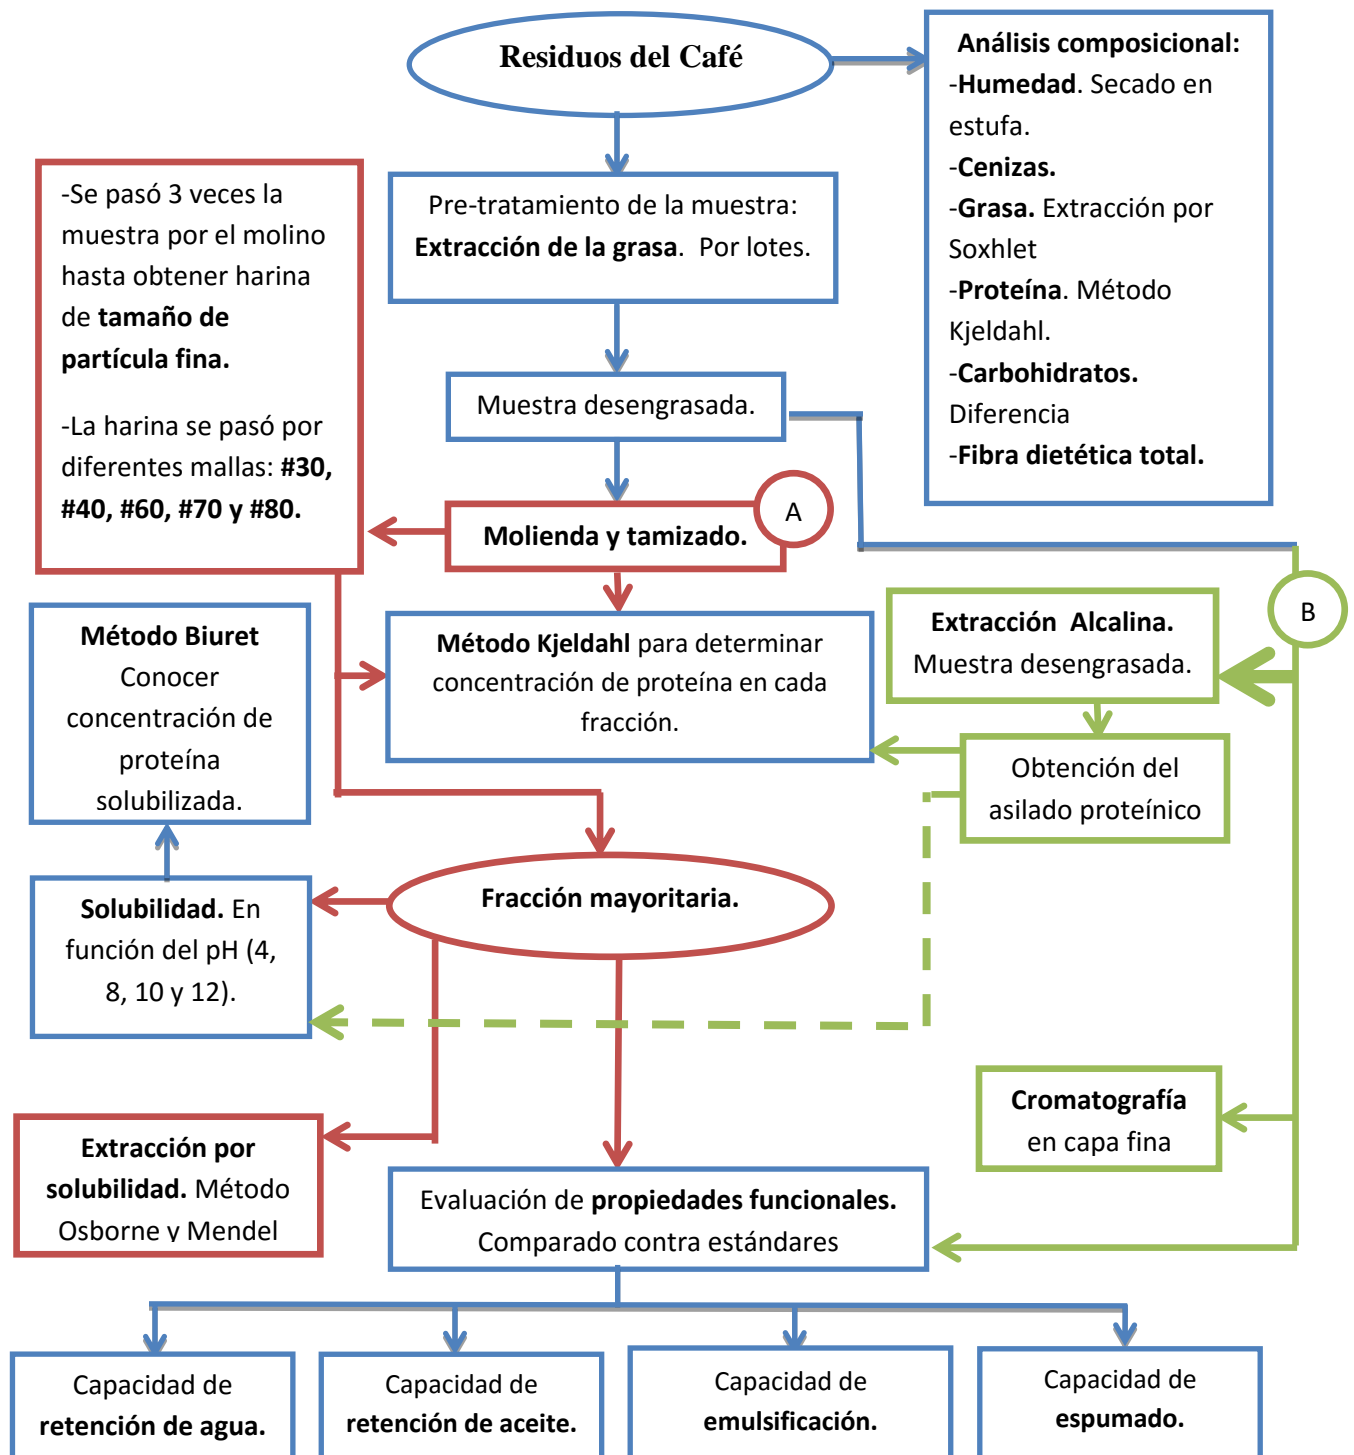 Residuos del Café
Análisis composicional:
-Humedad. Secado en
estufa.
-Cenizas.
-Grasa. Extracción por
Soxhlet
-Proteína. Método
Kjeldahl.
-Carbohidratos.
Diferencia
-Fibra dietética total.
Pre-tratamiento de la muestra:
Extracción de la grasa. Por lotes.
-Se pasó 3 veces la
muestra por el molino
hasta obtener harina
de tamaño de
partícula fina.
-La harina se pasó por
diferentes mallas: #30,
#40, #60, #70 y #80.
Muestra desengrasada.
A
Molienda y tamizado.
B
Método Biuret
Conocer
concentración de
proteína
solubilizada.
Método Kjeldahl para determinar
concentración de proteína en cada
fracción.
Extracción Alcalina.
Muestra desengrasada.
Obtención del
asilado proteínico
Fracción mayoritaria.
Solubilidad. En
función del pH (4,
8, 10 y 12).
Cromatografía
en capa fina
Extracción por
solubilidad. Método
Osborne y Mendel
Evaluación de propiedades funcionales.
Comparado contra estándares
Capacidad de
retención de agua.
Capacidad de
retención de aceite.
Capacidad de
emulsificación.
Capacidad de
espumado.